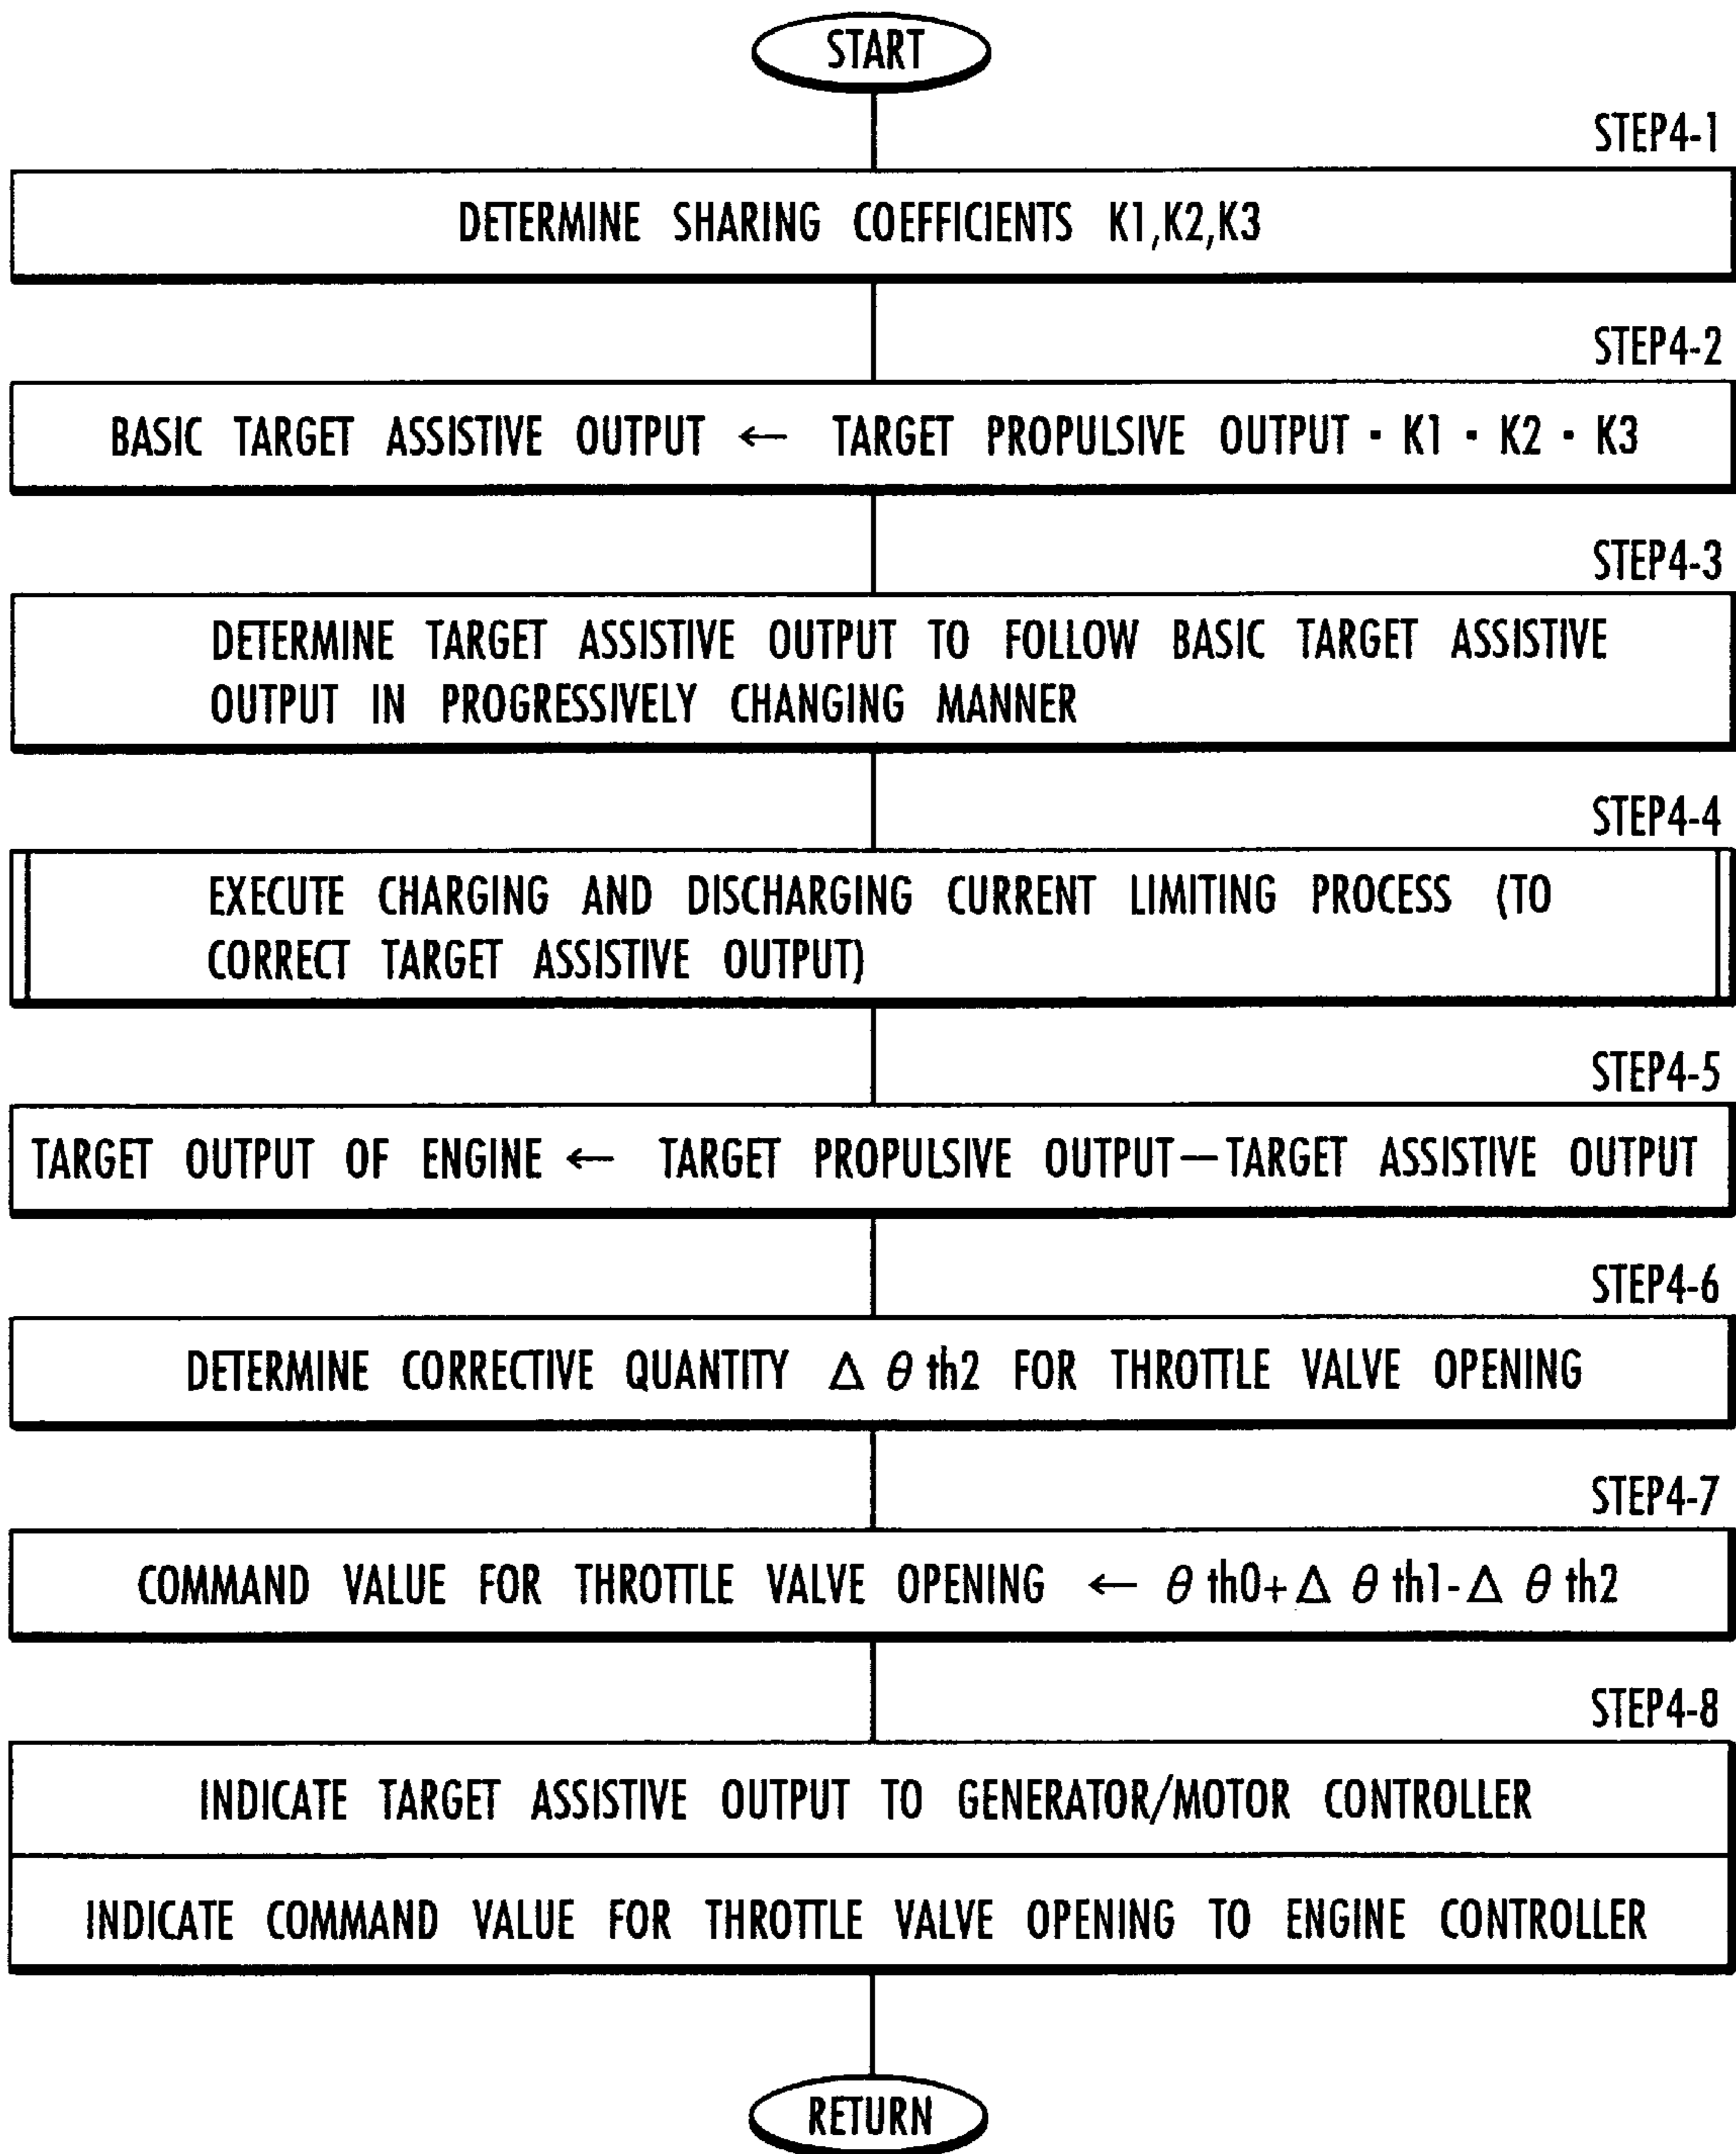 START
STEP4-1
DETERMINE SHARING COEFFICIENTS K1,K2,K3
STEP4-2
BASIC TARGET ASSISTIVE OUTPUT ← TARGET PROPULSIVE OUTPUT · K1 · K2 · K3
STEP4-3
DETERMINE TARGET ASSISTIVE OUTPUT TO FOLLOW BASIC TARGET ASSISTIVE
OUTPUT IN PROGRESSIVELY CHANGING MANNER
STEP4-4
EXECUTE CHARGING AND DISCHARGING CURRENT LIMITING PROCESS (TO
CORRECT TARGET ASSISTIVE OUTPUT)
STEP4-5
TARGET OUTPUT OF ENGINE ← TARGET PROPULSIVE OUTPUT—TARGET ASSISTIVE OUTPUT
STEP4-6
DETERMINE CORRECTIVE QUANTITY Δ θ th2 FOR THROTTLE VALVE OPENING
STEP4-7
COMMAND VALUE FOR THROTTLE VALVE OPENING ← θ th0+Δ θ th1-Δ θ th2
STEP4-8
INDICATE TARGET ASSISTIVE OUTPUT TO GENERATOR/MOTOR CONTROLLER
INDICATE COMMAND VALUE FOR THROTTLE VALVE OPENING TO ENGINE CONTROLLER
RETURN